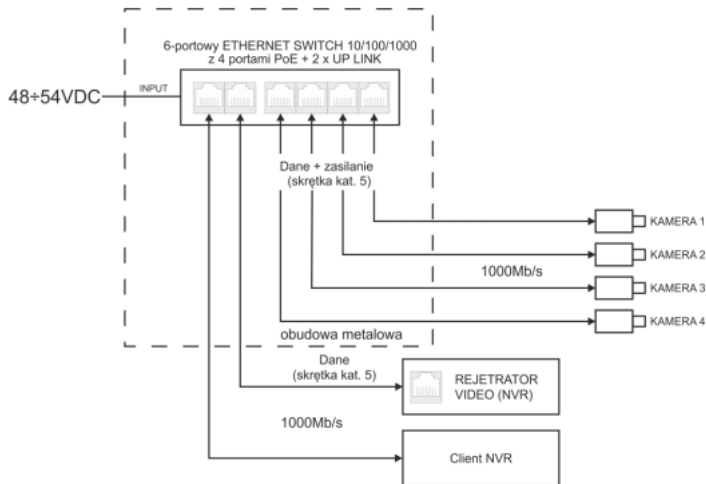 6-portowy ETHERNET SWITCH 10/100/1000
z 4 portami PoE + 2 x UP LINK
48÷54VDC
INPUT
Dane + zasilanie
(skrętka kat. 5)
KAMERA 1
KAMERA 2
1000Mb/s
KAMERA 3
KAMERA 4
obudowa metalowa
Dane
(skrętka kat. 5)
REJETRATOR
VIDEO (NVR)
1000Mb/s
Client NVR